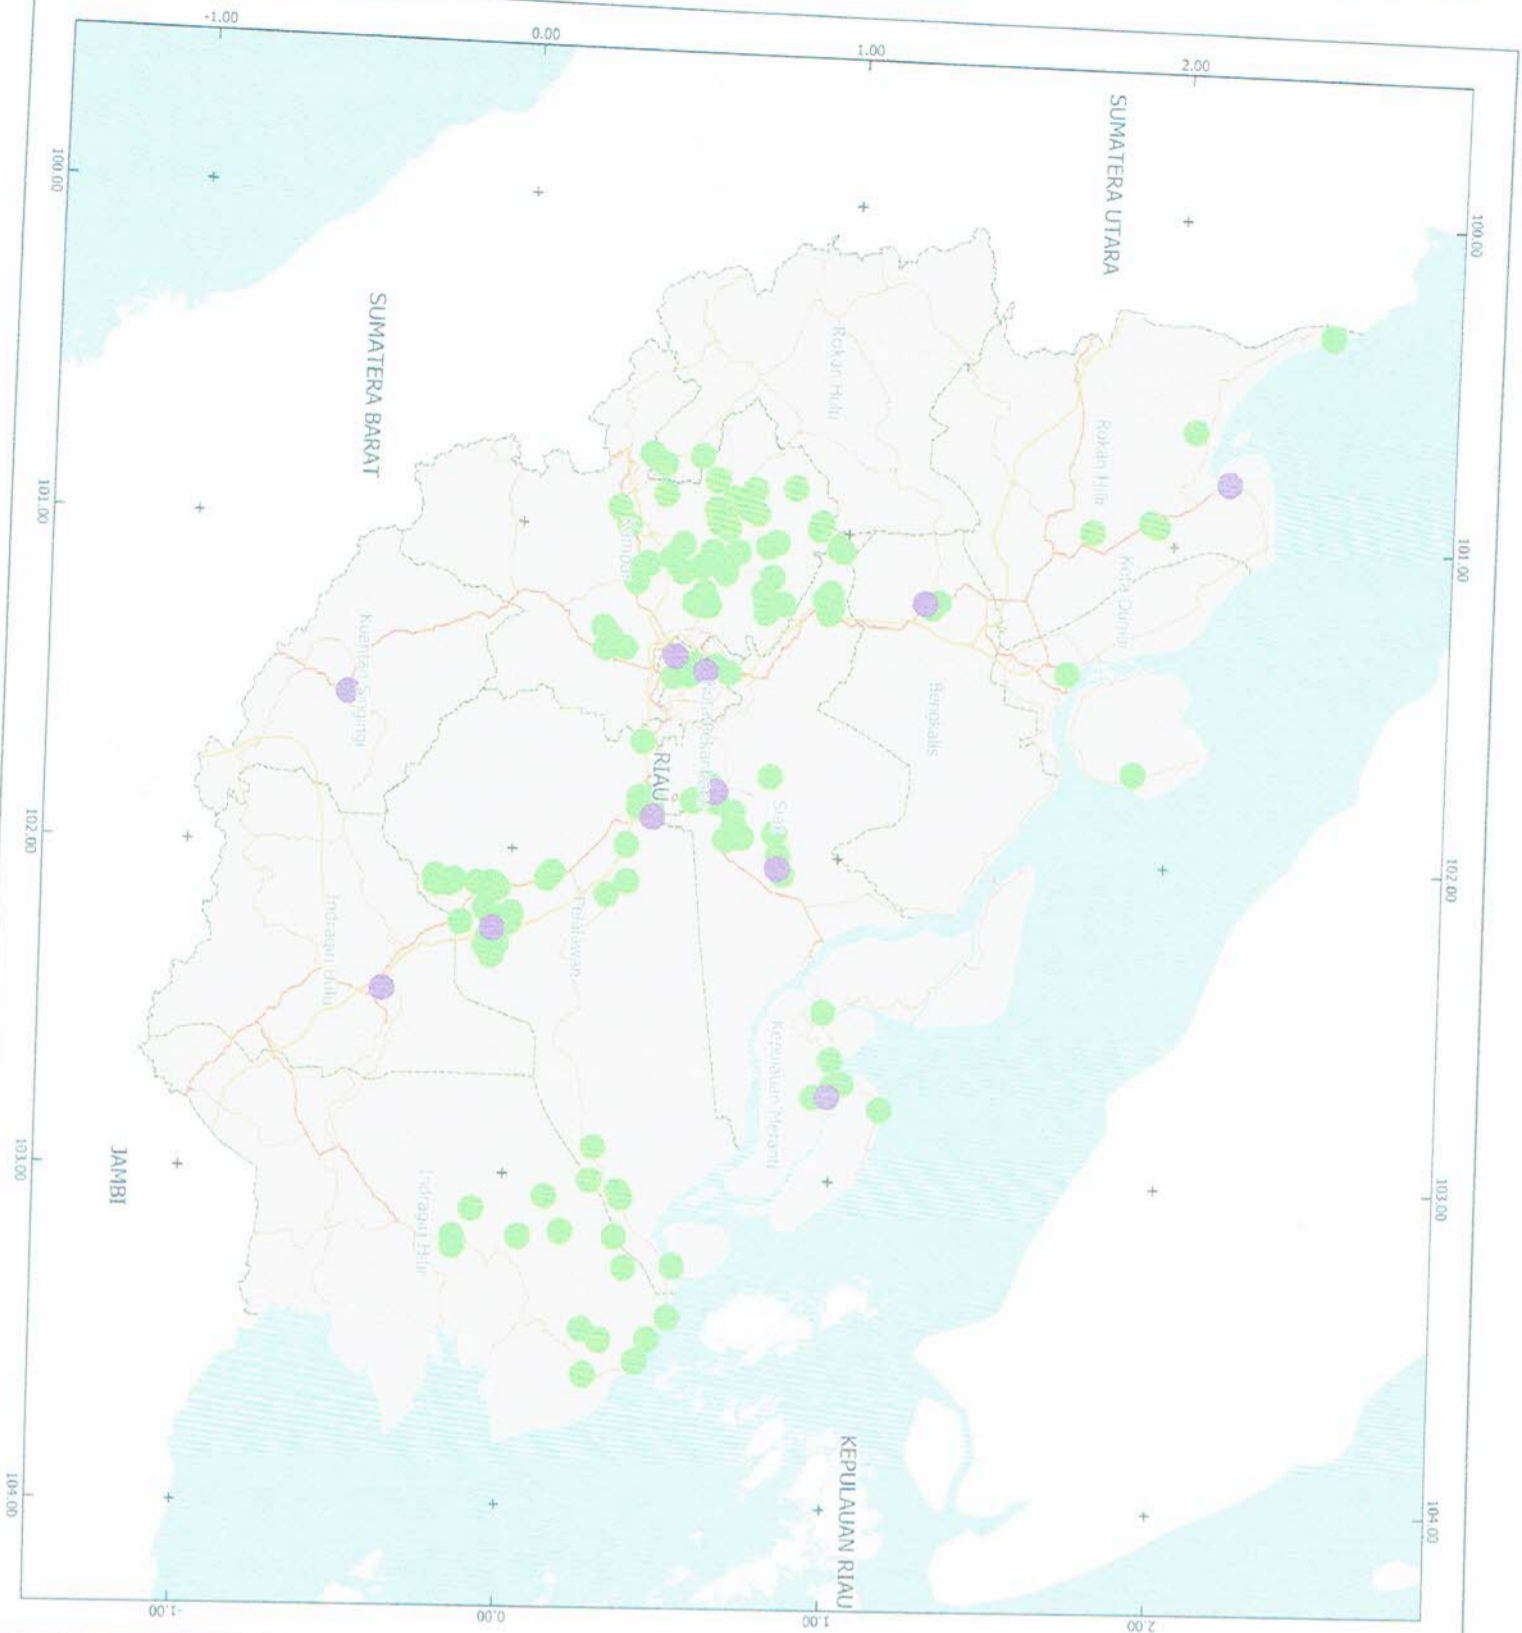 -1.00
0.00
1.00
2.00
100.00
101.00
102.00
103.00
104.00
100.00
101.00
102.00
103.00
104.00
SUMATERA UTARA
SUMATERA BARAT
Rokan Hulu
Rokan Hilir
Kota Dumai
Kampar
Bengkalis
Kuantan Singingi
RIAU
Siak
Pelalawan
Indragiri Hulu
Kepulauan Meranti
Indragiri Hilir
JAMBI
KEPULAUAN RIAU
-1.00
0.00
1.00
2.00